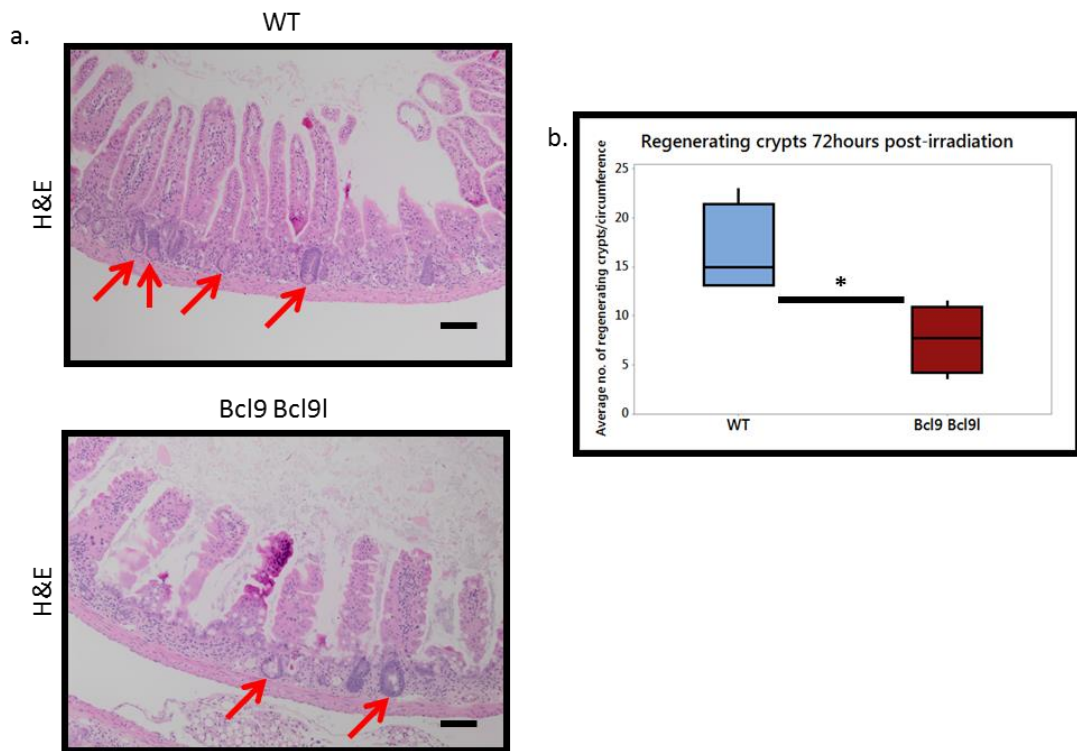 a.
WT
H&E
Bcl9 Bcl9l
H&E
b.
Regenerating crypts 72hours post-irradiation
Average no. of regenerating crypts/circumference
25
20
15
10
5
0
*
WT
Bcl9 Bcl9l